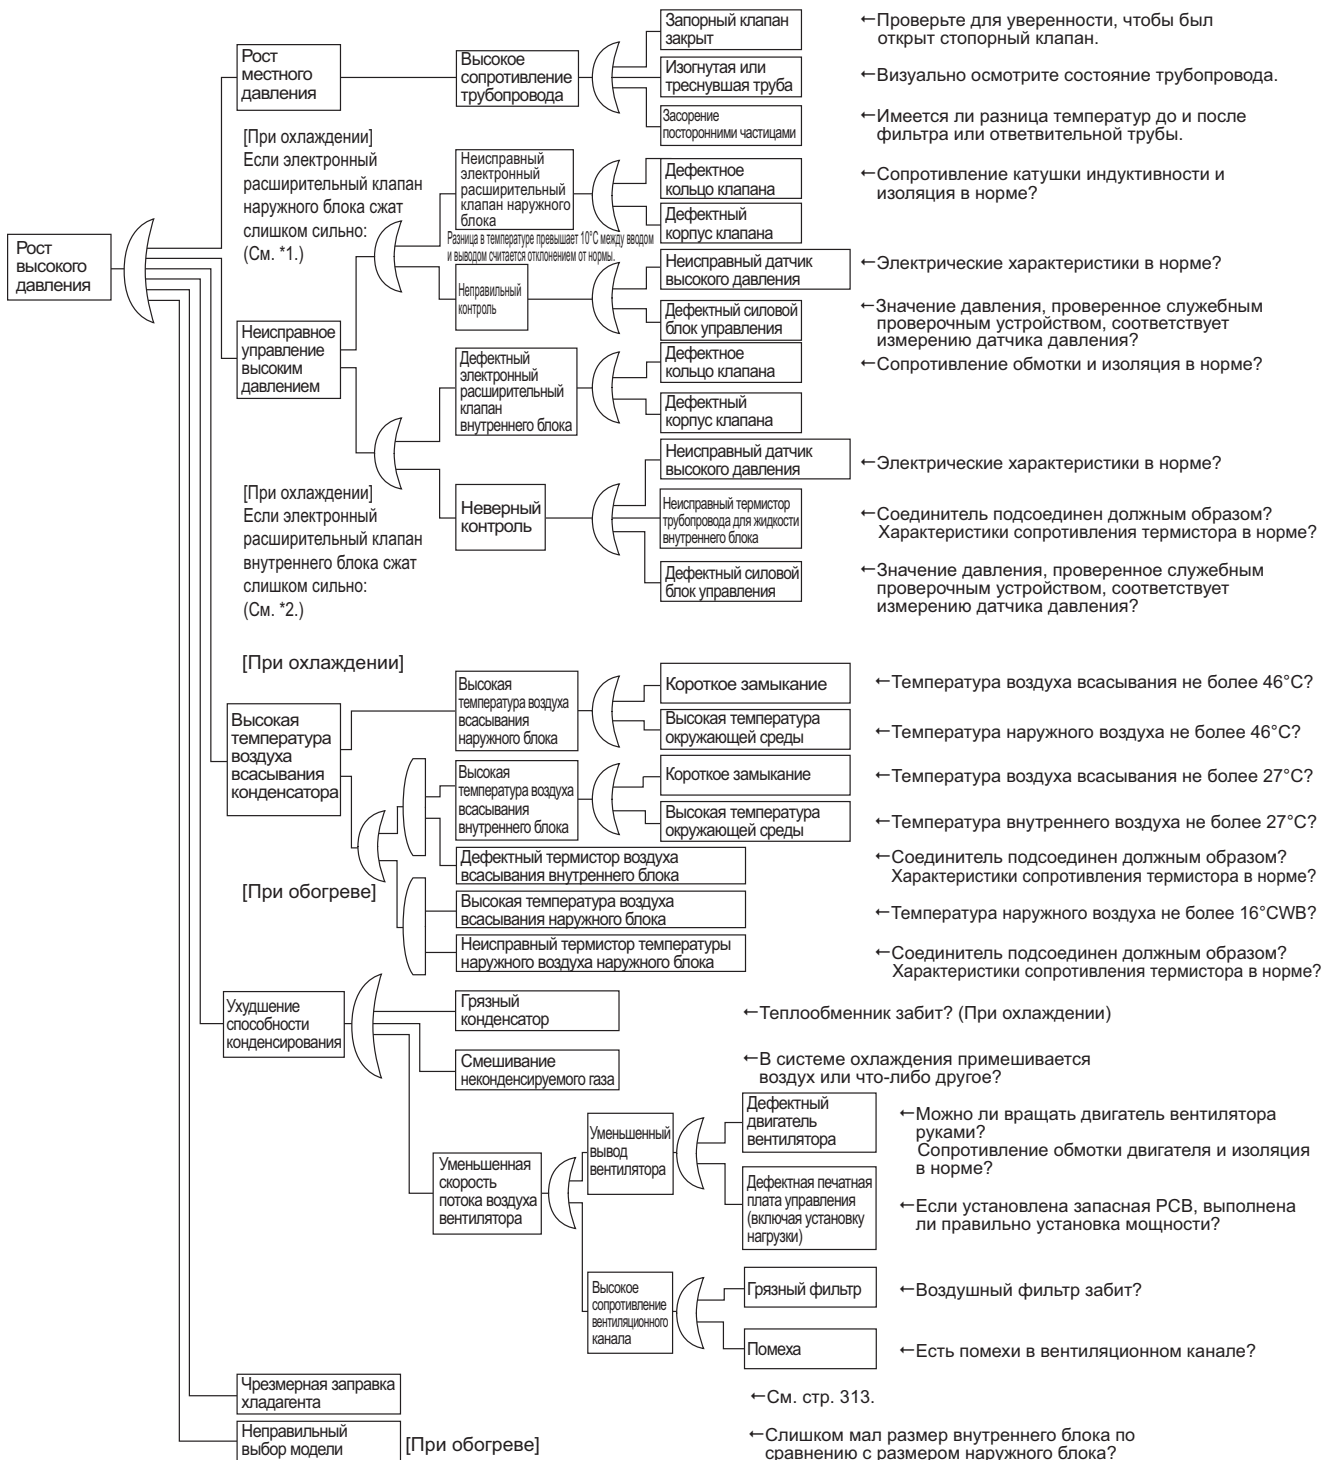 Рост
высокого
давления
Рост
местного
давления
Высокое
сопротивление
трубопровода
Запорный клапан
закрыт
←Проверьте для уверенности, чтобы был
открыт стопорный клапан.
Изогнутая или
треснувшая труба
←Визуально осмотрите состояние трубопровода.
Засорение
посторонними частицами
←Имеется ли разница температур до и после
фильтра или ответвительной трубы.
[При охлаждении]
Если электронный
расширительный клапан
наружного блока сжат
слишком сильно:
(См. *1.)
Неисправное
управление
высоким
давлением
Неисправный
электронный
расширительный
клапан наружного
блока
Разница в температуре превышает 10°C между вводом
и выводом считается отклонением от нормы.
Дефектное
кольцо клапана
←Сопротивление катушки индуктивности и
изоляция в норме?
Дефектный
корпус клапана
Неправильный
контроль
Неисправный датчик
высокого давления
←Электрические характеристики в норме?
Дефектный силовой
блок управления
←Значение давления, проверенное служебным
проверочным устройством, соответствует
измерению датчика давления?
Дефектный
электронный
расширительный
клапан
внутреннего блока
Дефектное
кольцо клапана
←Сопротивление обмотки и изоляция в норме?
Дефектный
корпус клапана
[При охлаждении]
Если электронный
расширительный клапан
внутреннего блока сжат
слишком сильно:
(См. *2.)
Неверный
контроль
Неисправный датчик
высокого давления
←Электрические характеристики в норме?
Неисправный термистор
трубопровода для жидкости
внутреннего блока
←Соединитель подсоединен должным образом?
Характеристики сопротивления термистора в норме?
Дефектный силовой
блок управления
←Значение давления, проверенное служебным
проверочным устройством, соответствует
измерению датчика давления?
[При охлаждении]
Высокая
температура
воздуха
всасывания
конденсатора
Высокая
температура воздуха
всасывания
наружного блока
Короткое замыкание
←Температура воздуха всасывания не более 46°C?
Высокая температура
окружающей среды
←Температура наружного воздуха не более 46°C?
[При обогреве]
Высокая
температура воздуха
всасывания
внутреннего блока
Короткое замыкание
←Температура воздуха всасывания не более 27°C?
Высокая температура
окружающей среды
←Температура внутреннего воздуха не более 27°C?
Дефектный термистор воздуха
всасывания внутреннего блока
←Соединитель подсоединен должным образом?
Характеристики сопротивления термистора в норме?
Высокая температура воздуха
всасывания наружного блока
←Температура наружного воздуха не более 16°CWB?
Неисправный термистор температуры
наружного воздуха наружного блока
←Соединитель подсоединен должным образом?
Характеристики сопротивления термистора в норме?
Ухудшение
способности
конденсирования
Грязный
конденсатор
←Теплообменник забит? (При охлаждении)
Смешивание
неконденсируемого газа
←В системе охлаждения примешивается
воздух или что-либо другое?
Уменьшенная
скорость
потока воздуха
вентилятора
Уменьшенный
вывод
вентилятора
Дефектный
двигатель
вентилятора
←Можно ли вращать двигатель вентилятора
руками?
Сопротивление обмотки двигателя и изоляция
в норме?
Дефектная печатная
плата управления
(включая установку
нагрузки)
←Если установлена запасная PCB, выполнена
ли правильно установка мощности?
Высокое
сопротивление
вентиляционного
канала
Грязный фильтр
←Воздушный фильтр забит?
Помеха
←Есть помехи в вентиляционном канале?
Чрезмерная заправка
хладагента
←См. стр. 313.
Неправильный
выбор модели
[При обогреве]
←Слишком мал размер внутреннего блока по
сравнению с размером наружного блока?